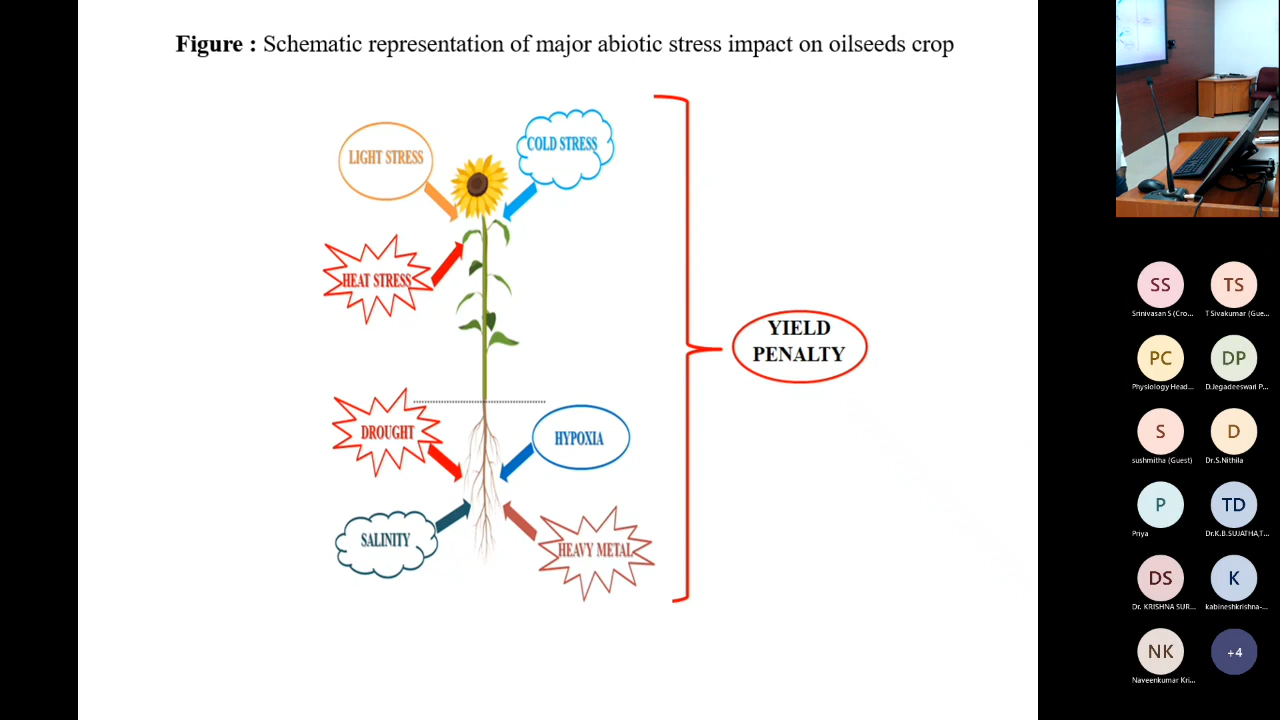 Figure : Schematic representation of major abiotic stress impact on oilseeds crop
LIGHT STRESS
COLD STRESS
HEAT STRESS
YIELD
PENALTY
DROUGHT
HYPOXIA
SALINITY
HEAVY METAL
SS
TS
Srinivasan S (Cro...
T Sivakumar (Gue...
PC
DP
Physiology Head...
D.Jegadeeswari P...
S
D
sushmitha (Guest)
Dr.S.Nithila
P
TD
Priya
Dr.K.B.SUJATHA,T...
DS
K
Dr. KRISHNA SUR...
kabineshkrishna-...
NK
+4
Naveenkumar Kri...